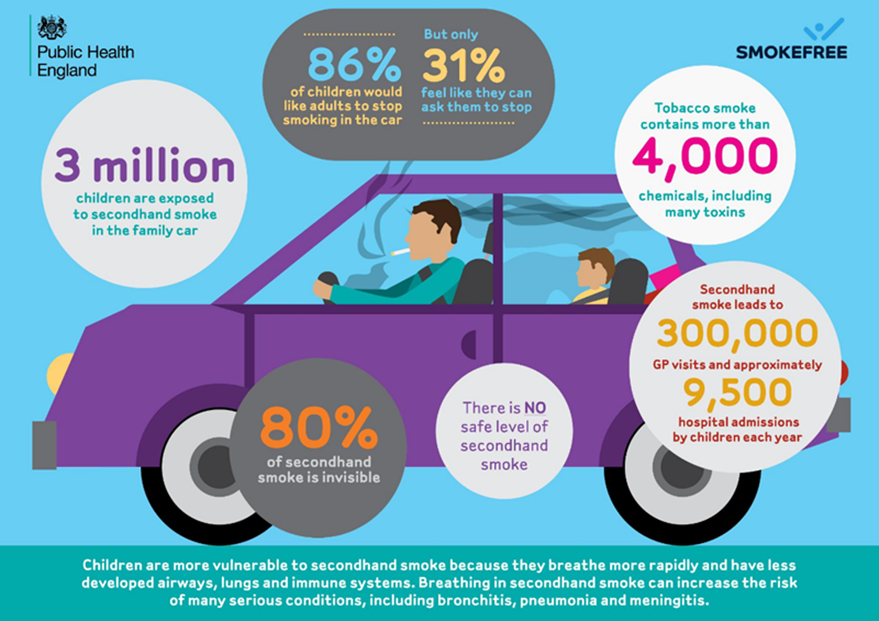 Public Health
England
86%
of children would
like adults to stop
smoking in the car
But only
31%
feel like they can
ask them to stop
SMOKEFREE
3 million
children are exposed
to secondhand smoke
in the family car
Tobacco smoke
contains more than
4,000
chemicals, including
many toxins
Secondhand
smoke leads to
300,000
GP visits and approximately
9,500
hospital admissions
by children each year
80%
of secondhand
smoke is invisible
There is NO
safe level of
secondhand
smoke
Children are more vulnerable to secondhand smoke because they breathe more rapidly and have less
developed airways, lungs and immune systems. Breathing in secondhand smoke can increase the risk
of many serious conditions, including bronchitis, pneumonia and meningitis.